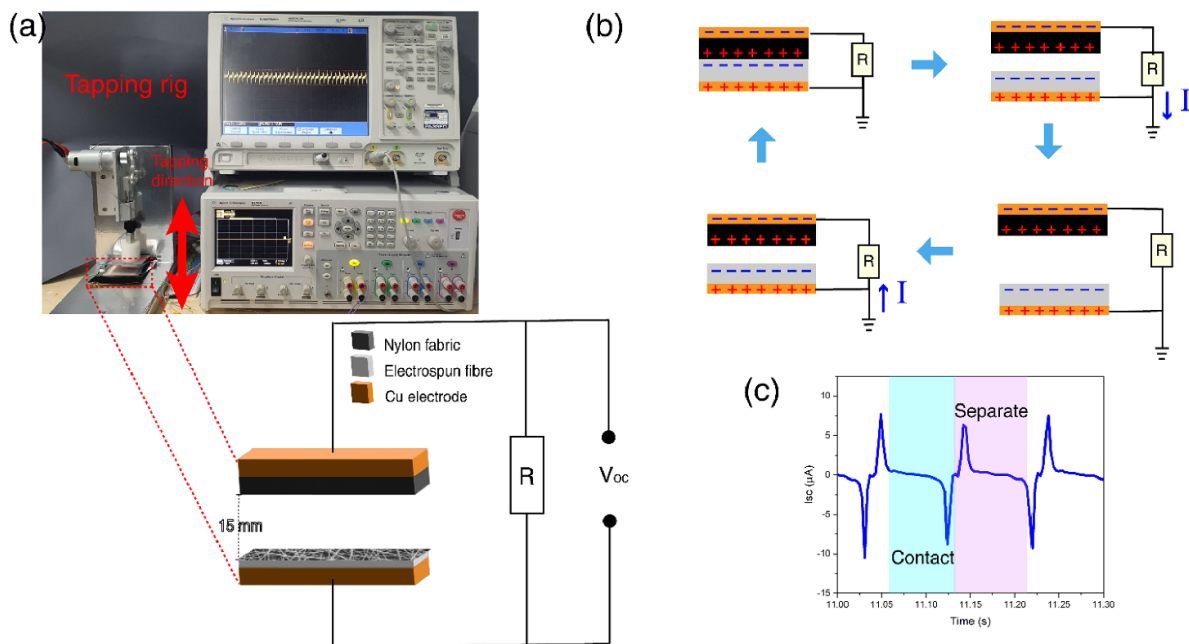 (a)
Tapping rig
Tapping
direction
Nylon fabric
Electrospun fibre
Cu electrode
15 mm
R
Voc
(b)
R
R
I
R
I
R
(c)
Isc (μA)
10
5
0
-5
-10
-15
Separate
Contact
11.00
11.05
11.10
11.15
11.20
11.25
11.30
Time (s)